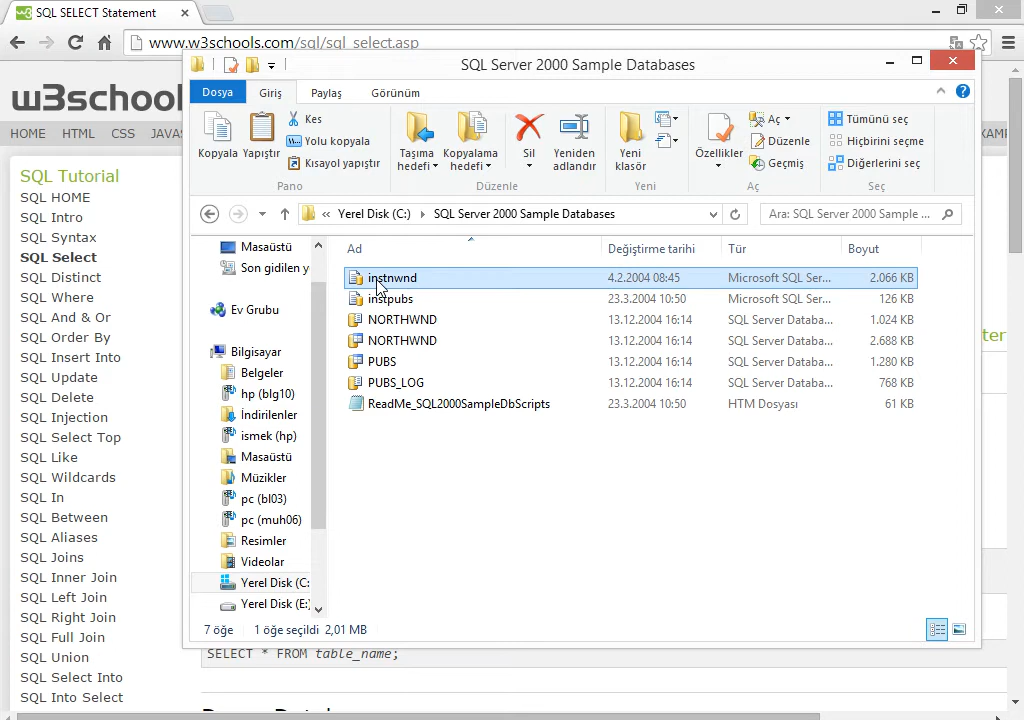 SQL SELECT Statement
www.w3schools.com/sql/sql_select.asp
w3school
HOME HTML CSS
SQL Server 2000 Sample Databases
Dosya Giriş Paylaş Görünüm
Kopyala
Yapıştır
Kes
Yolu kopyala
Kısayol yapıştır
Pano
Taşıma
hedefi
Kopyalama
hedefi
Sil
Yeniden
adlandır
Düzenle
Yeni
klasör
Yeni
Özellikler
Aç
Düzenle
Geçmiş
Aç
Tümünü seç
Hiçbirini seçme
Diğerlerini seç
Seç
« Yerel Disk (C:) SQL Server 2000 Sample Databases
Ara: SQL Server 2000 Sample ...
SQL Tutorial
SQL HOME
SQL Intro
SQL Syntax
SQL Select
SQL Distinct
SQL Where
SQL And & Or
SQL Order By
SQL Insert Into
SQL Update
SQL Delete
SQL Injection
SQL Select Top
SQL Like
SQL Wildcards
SQL In
SQL Between
SQL Aliases
SQL Joins
SQL Inner Join
SQL Left Join
SQL Right Join
SQL Full Join
SQL Union
SQL Select Into
SQL Into Select
Masaüstü
Son gidilen y
Ev Grubu
Bilgisayar
Belgeler
hp (blg10)
İndirilenler
ismek (hp)
Masaüstü
Müzikler
pc (bl03)
pc (muh06)
Resimler
Videolar
Yerel Disk (C:
Yerel Disk (E:)
Ad Değiştirme tarihi Tür Boyut
instnwnd 4.2.2004 08:45 Microsoft SQL Ser... 2.066 KB
instpubs 23.3.2004 10:50 Microsoft SQL Ser... 126 KB
NORTHWND 13.12.2004 16:14 SQL Server Databa... 1.024 KB
NORTHWND 13.12.2004 16:14 SQL Server Databa... 2.688 KB
PUBS 13.12.2004 16:14 SQL Server Databa... 1.280 KB
PUBS_LOG 13.12.2004 16:14 SQL Server Databa... 768 KB
ReadMe_SQL2000SampleDbScripts 23.3.2004 10:50 HTM Dosyası 61 KB
7 öğe 1 öğe seçildi 2,01 MB
SELECT * FROM table_name;